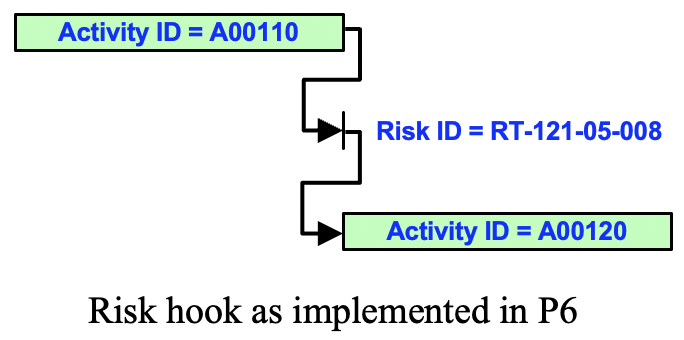 Activity ID = A00110
Risk ID = RT-121-05-008
Activity ID = A00120
Risk hook as implemented in P6